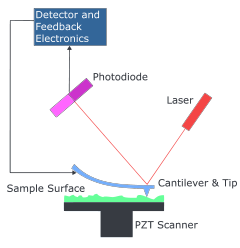 Detector and
Feedback
Electronics
Photodiode
Laser
Cantilever & Tip
Sample Surface
PZT Scanner